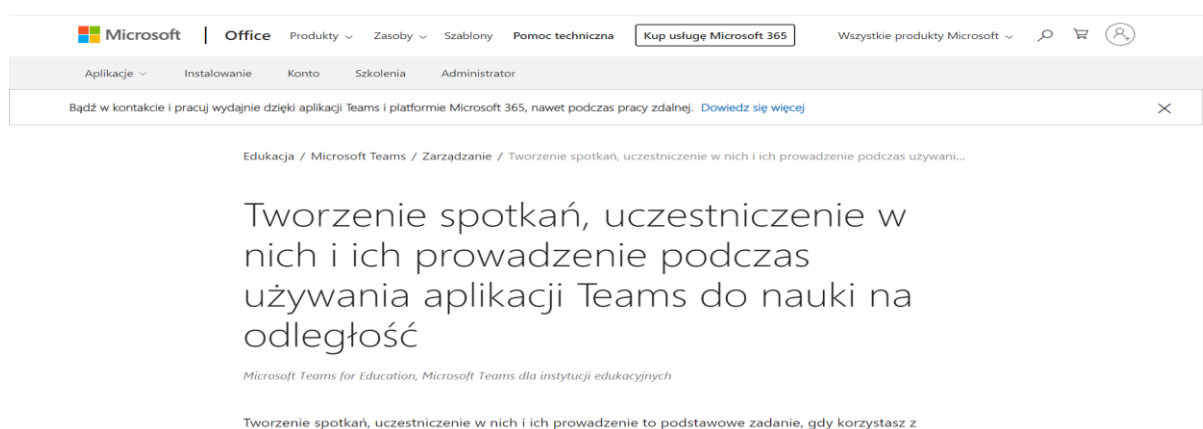 Microsoft | Office Produkty Zasoby Szablony Pomoc techniczna Kup usługę Microsoft 365 Wszystkie produkty Microsoft
Aplikacje Instalowanie Konto Szkolenia Administrator
Bądź w kontakcie i pracuj wydajnie dzięki aplikacji Teams i platformie Microsoft 365, nawet podczas pracy zdalnej. Dowiedz się więcej
Edukacja / Microsoft Teams / Zarządzanie / Tworzenie spotkań, uczestniczenie w nich i ich prowadzenie podczas używani...
Tworzenie spotkań, uczestniczenie w
nich i ich prowadzenie podczas
używania aplikacji Teams do nauki na
odległość
Microsoft Teams for Education, Microsoft Teams dla instytucji edukacyjnych
Tworzenie spotkań, uczestniczenie w nich i ich prowadzenie to podstawowe zadanie, gdy korzystasz z